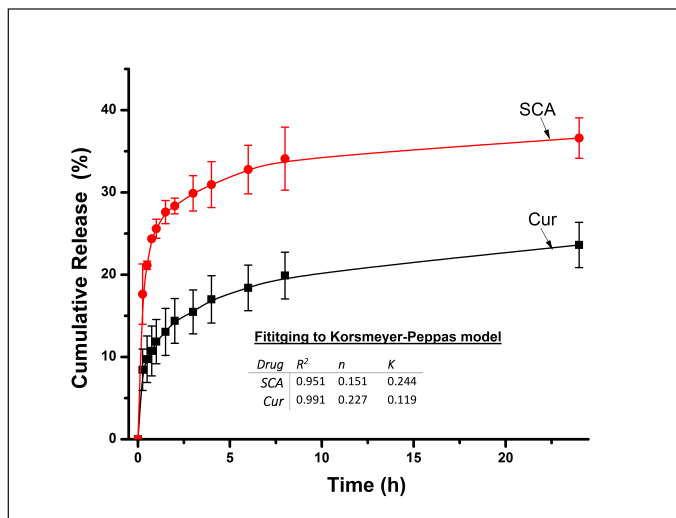 SCA
Cur
Cumulative Release (%)
40
30
20
10
0
Fititging to Korsmeyer-Peppas model
Drug R² n K
SCA 0.951 0.151 0.244
Cur 0.991 0.227 0.119
0 5 10 15 20
Time (h)